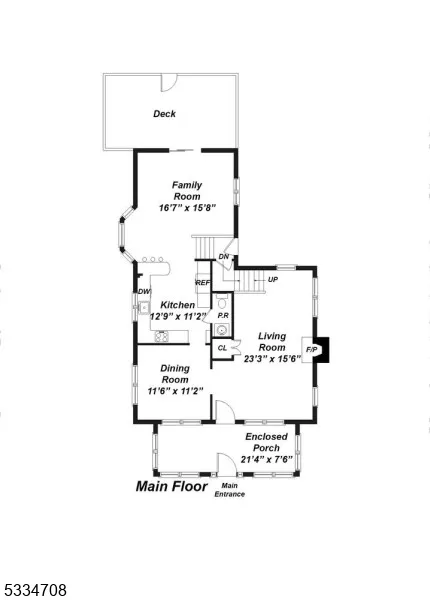 Deck
Family
Room
16'7" x 15'8"
DN
REF
UP
DW
Kitchen
12'9" x 11'2"
P.R
Living
Room
23'3" x 15'6"
CL
F/P
Dining
Room
11'6" x 11'2"
Enclosed
Porch
21'4" x 7'6"
Main Floor
Main
Entrance
5334708